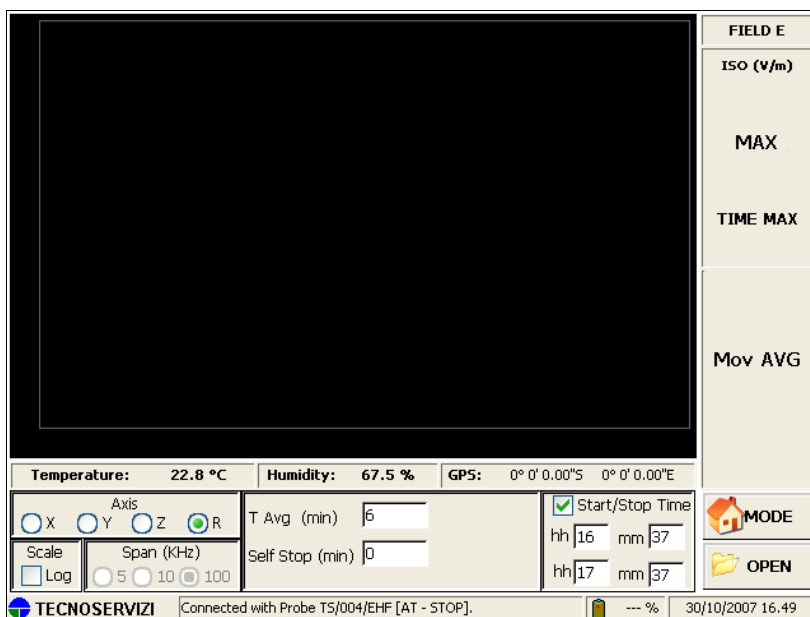 FIELD E
ISO (V/m)
MAX
TIME MAX
Mov AVG
Temperature: 22.8 °C Humidity: 67.5 % GPS: 0° 0' 0.00"S 0° 0' 0.00"E
Axis
X Y Z R
Scale
Log
Span (KHz)
5 10 100
T Avg (min) 6
Self Stop (min) 0
Start/Stop Time
hh 16 mm 37
hh 17 mm 37
MODE
OPEN
TECNOSERVIZI Connected with Probe TS/004/EHF [AT - STOP]. --- % 30/10/2007 16.49